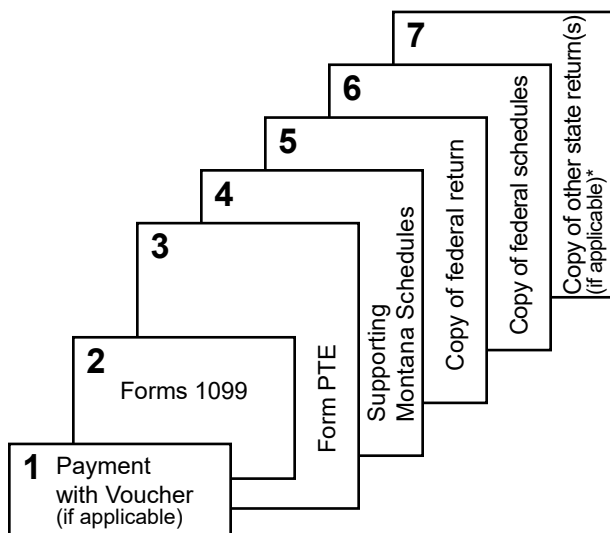 1 Payment
with Voucher
(if applicable)
2
Forms 1099
3
Form PTE
4
Supporting
Montana Schedules
5
Copy of federal return
6
Copy of federal schedules
7
Copy of other state return(s)
(if applicable)*